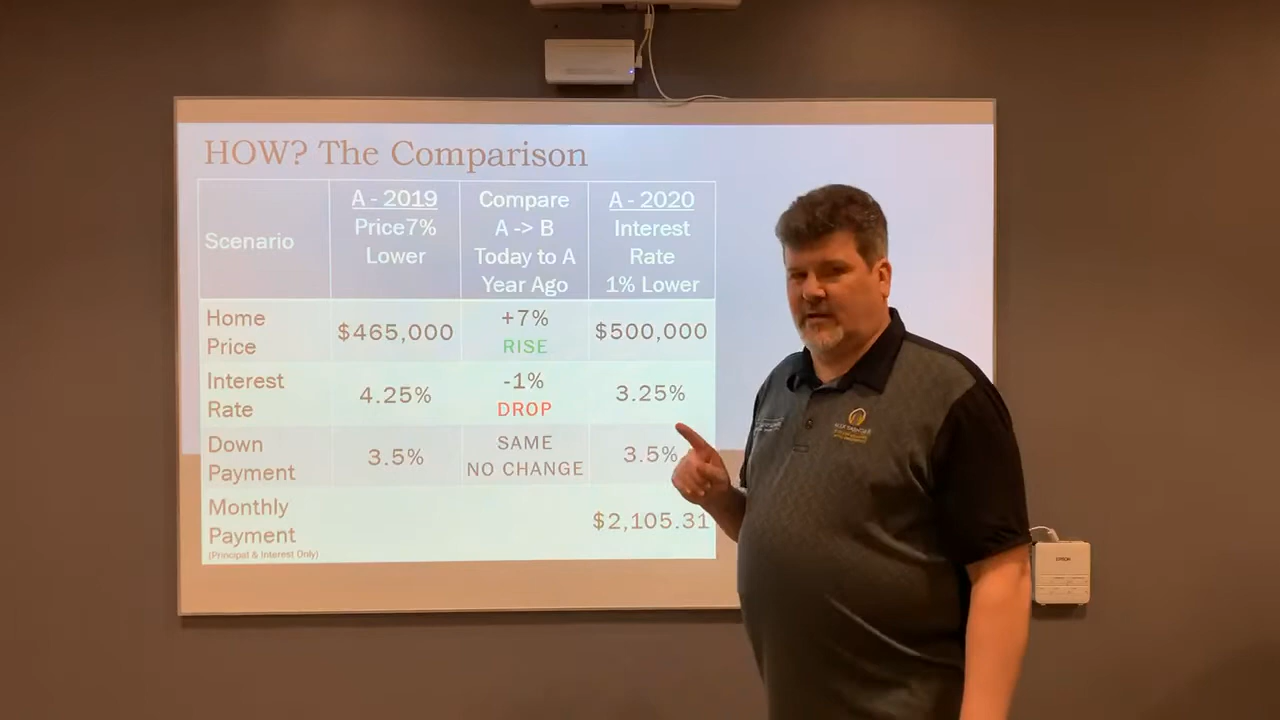 HOW? The Comparison
Scenario
A - 2019
Price7%
Lower
Compare
A -> B
Today to A
Year Ago
A - 2020
Interest
Rate
1% Lower
Home
Price
$465,000
+7%
RISE
$500,000
Interest
Rate
4.25%
-1%
DROP
3.25%
Down
Payment
3.5%
SAME
NO CHANGE
3.5%
Monthly
Payment
(Principal & Interest Only)
$2,105.31
EPSON